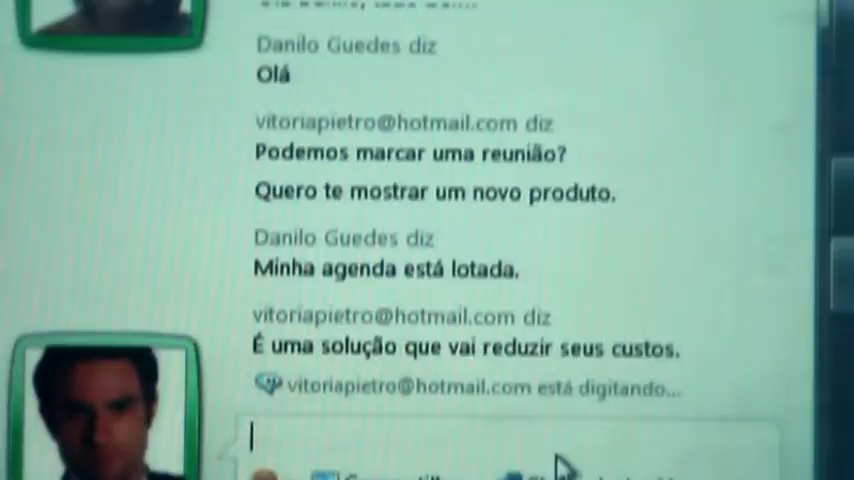 Danilo Guedes diz
Olá
vitoriapietro@hotmail.com diz
Podemos marcar uma reunião?
Quero te mostrar um novo produto.
Danilo Guedes diz
Minha agenda está lotada.
vitoriapietro@hotmail.com diz
É uma solução que vai reduzir seus custos.
vitoriapietro@hotmail.com está digitando...